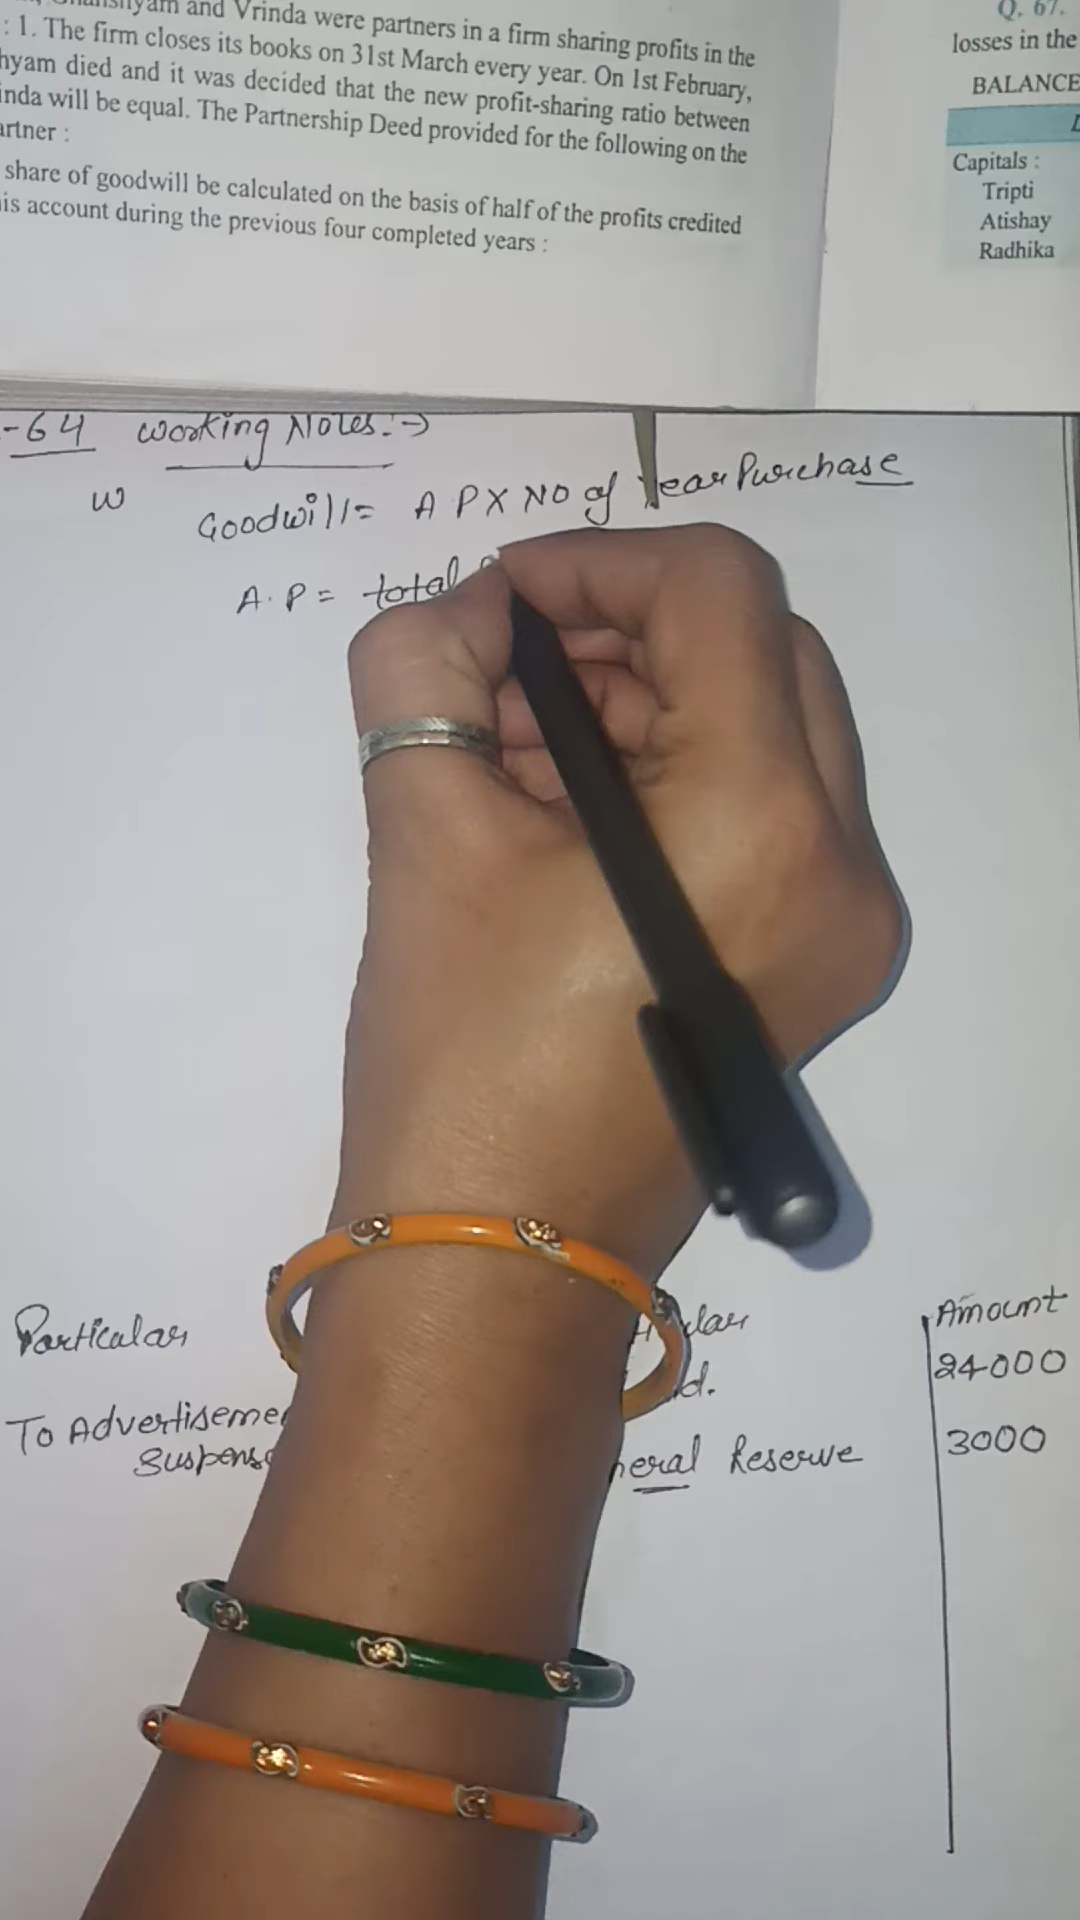 and Vrinda were partners in a firm sharing profits in the
: 1. The firm closes its books on 31st March every year. On 1st February,
hyam died and it was decided that the new profit-sharing ratio between
inda will be equal. The Partnership Deed provided for the following on the
artner :
share of goodwill be calculated on the basis of half of the profits credited
is account during the previous four completed years :
Q. 67.
losses in the
BALANCE
Capitals :
Tripti
Atishay
Radhika
-64 Working Notes:→
W
Goodwill= A P X NO of Year Purchase
A.P = total
Particular
Amount
24000
To Advertiseme
Suspens
neral Reserve
3000